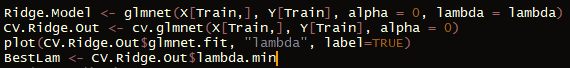 Ridge.Model <- glmnet(X[Train,], Y[Train], alpha = 0, lambda = lambda)
CV.Ridge.Out <- cv.glmnet(X[Train,], Y[Train], alpha = 0)
plot(CV.Ridge.Out$glmnet.fit, "lambda", label=TRUE)
BestLam <- CV.Ridge.Out$lambda.min